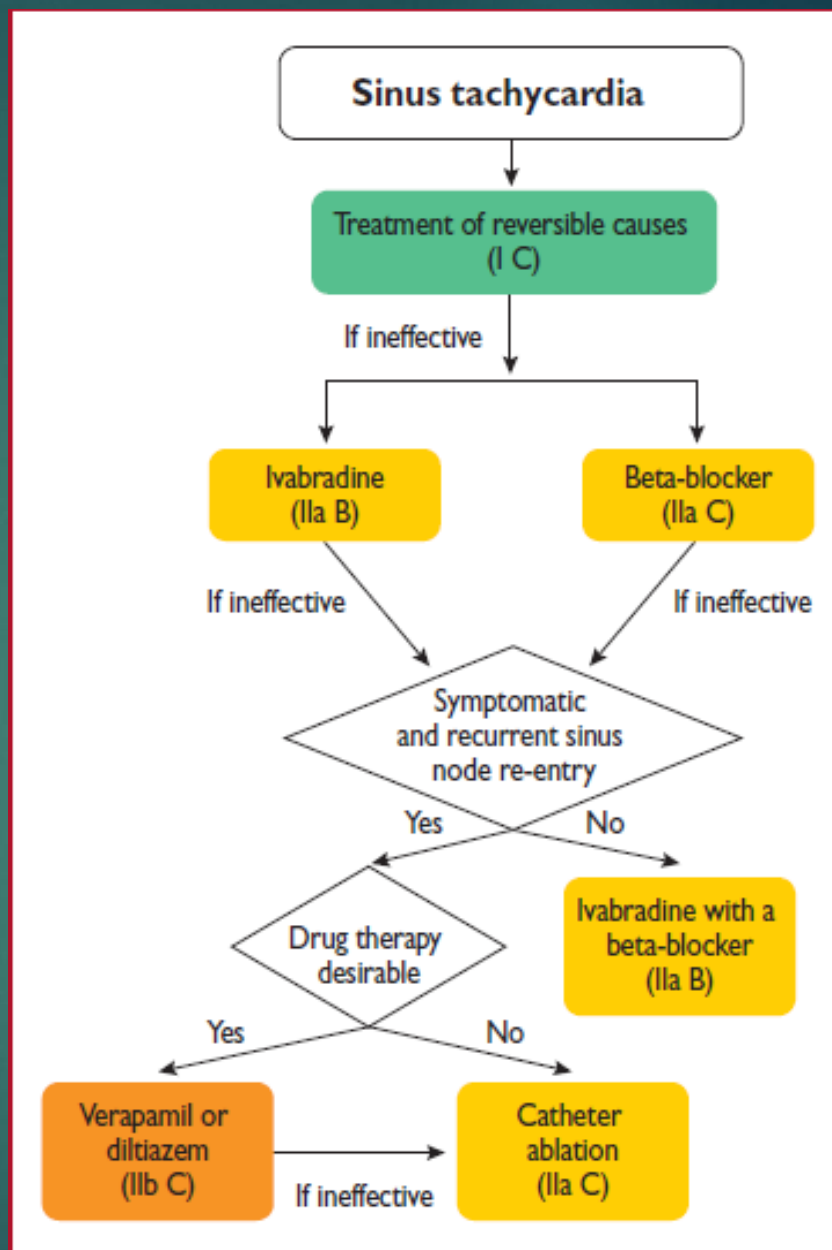 Sinus tachycardia
Treatment of reversible causes
(I C)
If ineffective
Ivabradine
(IIa B)
Beta-blocker
(IIa C)
If ineffective
If ineffective
Symptomatic
and recurrent sinus
node re-entry
Yes
No
Drug therapy
desirable
Ivabradine with a
beta-blocker
(IIa B)
Yes
No
Verapamil or
diltiazem
(IIb C)
If ineffective
Catheter
ablation
(IIa C)